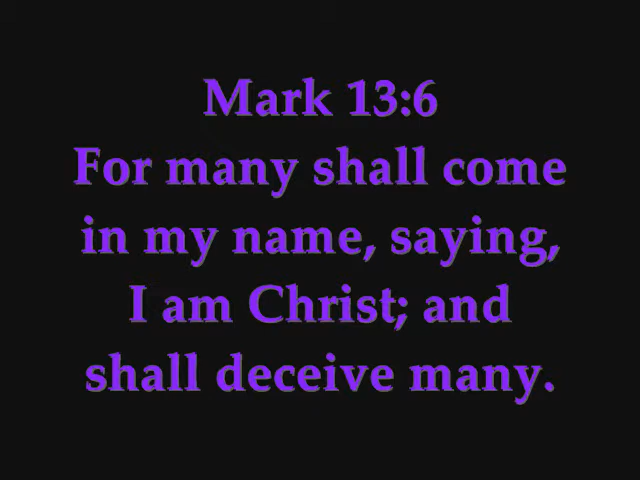 Mark 13:6
For many shall come
in my name, saying,
I am Christ; and
shall deceive many.